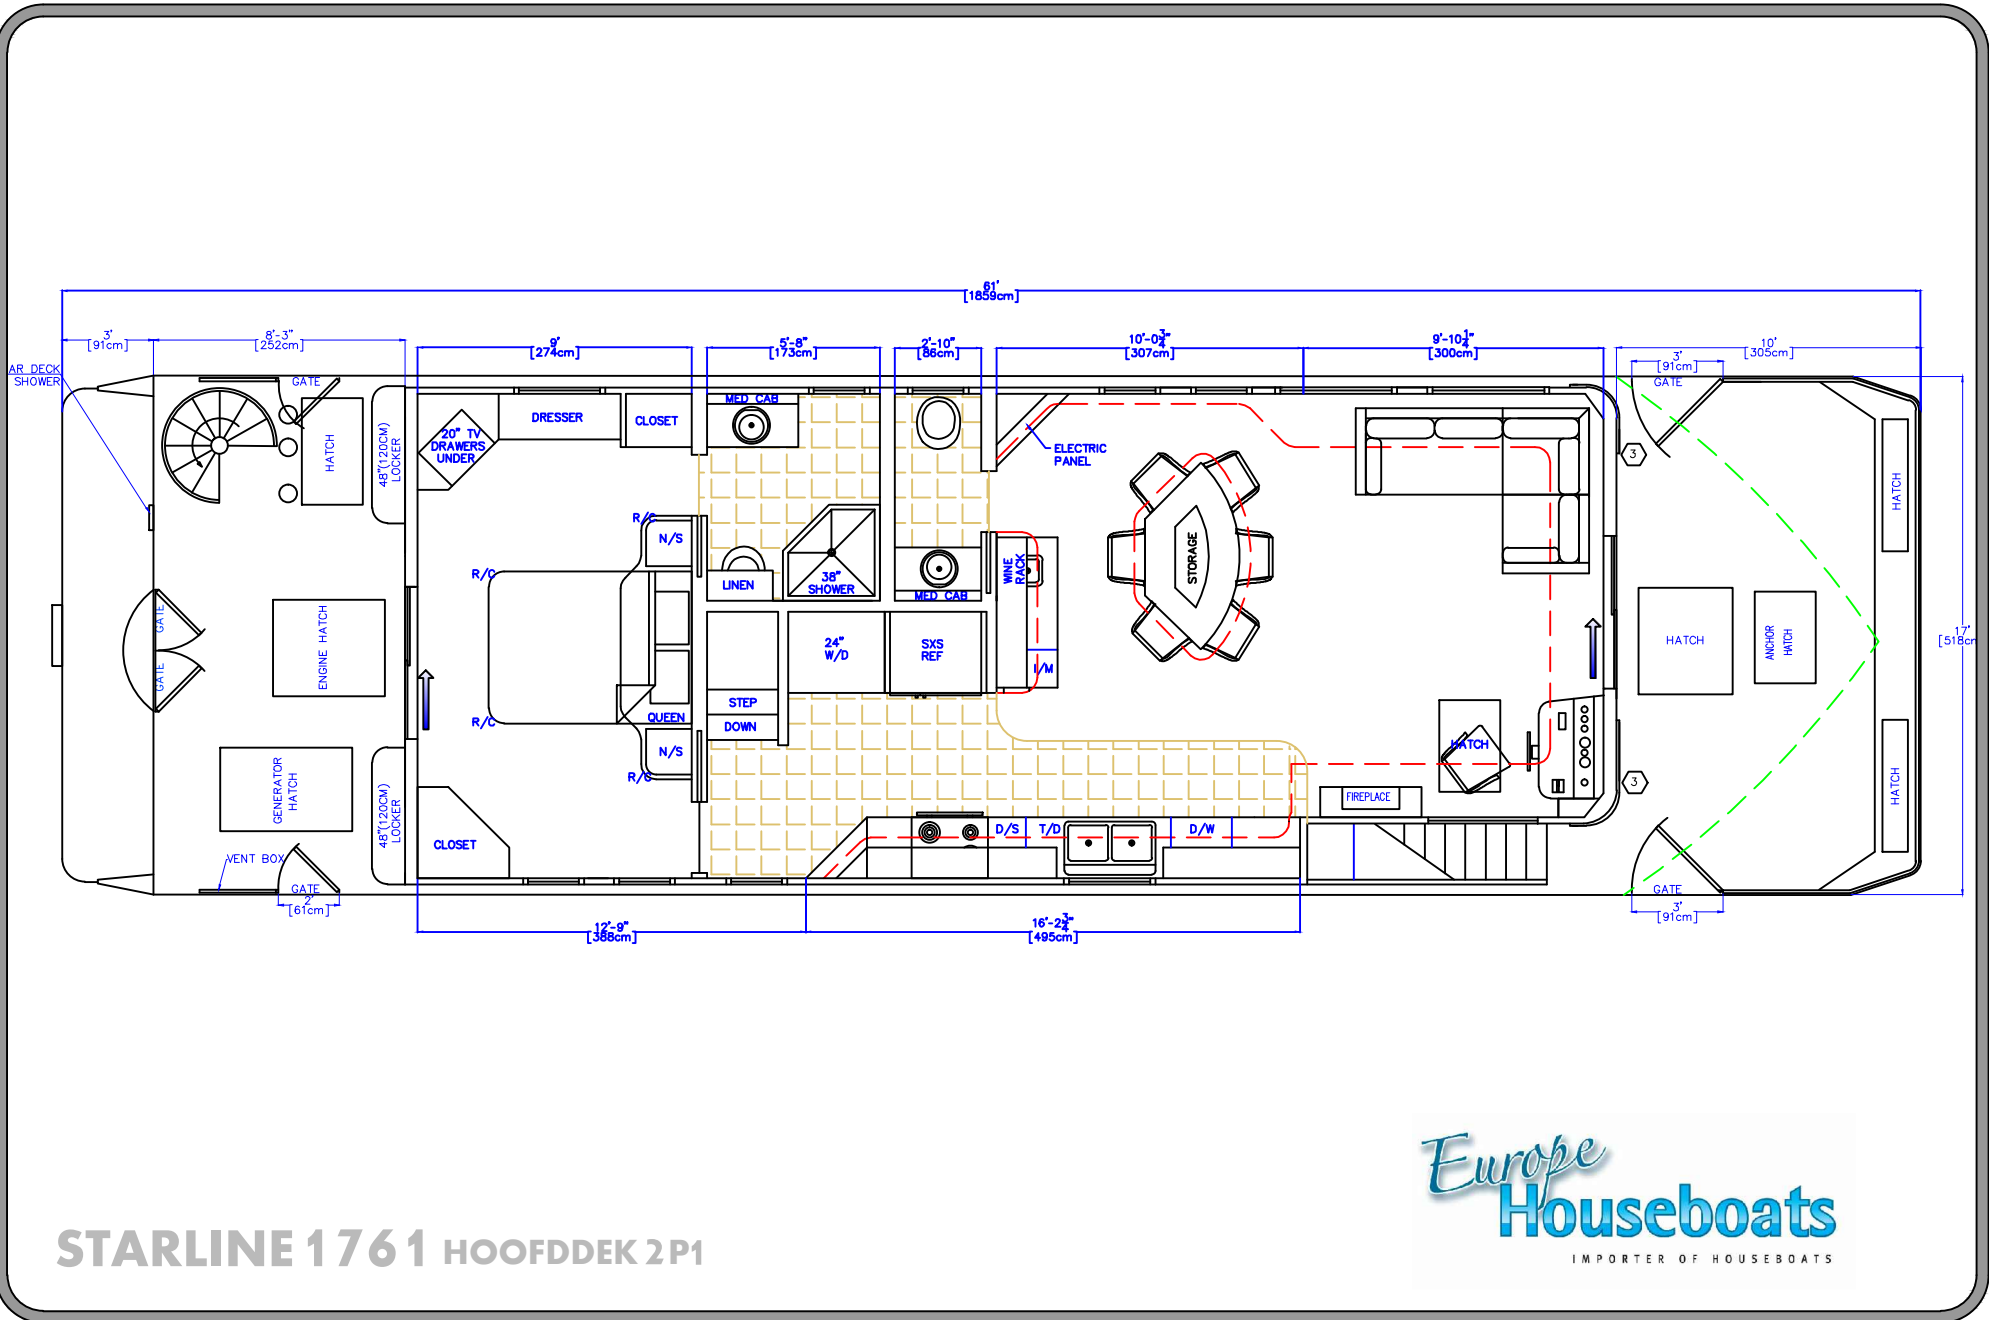 61'
[1859cm]
3'
[91cm]
8'-3"
[252cm]
9'
[274cm]
5'-8"
[173cm]
2'-10"
[86cm]
10'-0¾"
[307cm]
9'-10¼"
[300cm]
10'
[305cm]
3'
[91cm]
AR DECK
SHOWER
GATE
GATE
HATCH
48"(120CM)
LOCKER
20" TV
DRAWERS
UNDER
DRESSER
CLOSET
MED CAB
ELECTRIC
PANEL
3
HATCH
R/C
N/S
R/C
LINEN
38"
SHOWER
MED CAB
WINE
RACK
STORAGE
GATE
GATE
ENGINE HATCH
24"
W/D
SXS
REF
I/M
HATCH
ANCHOR
HATCH
17'
[518cm
STEP
DOWN
QUEEN
R/C
N/S
R/C
HATCH
3
HATCH
GENERATOR
HATCH
48"(120CM)
LOCKER
FIREPLACE
CLOSET
D/S
T/D
D/W
VENT BOX
GATE
2'
[61cm]
GATE
3'
[91cm]
12'-9"
[388cm]
16'-2¾"
[495cm]
Europe
Houseboats
IMPORTER OF HOUSEBOATS
STARLINE 1761 HOOFDDEK 2P1